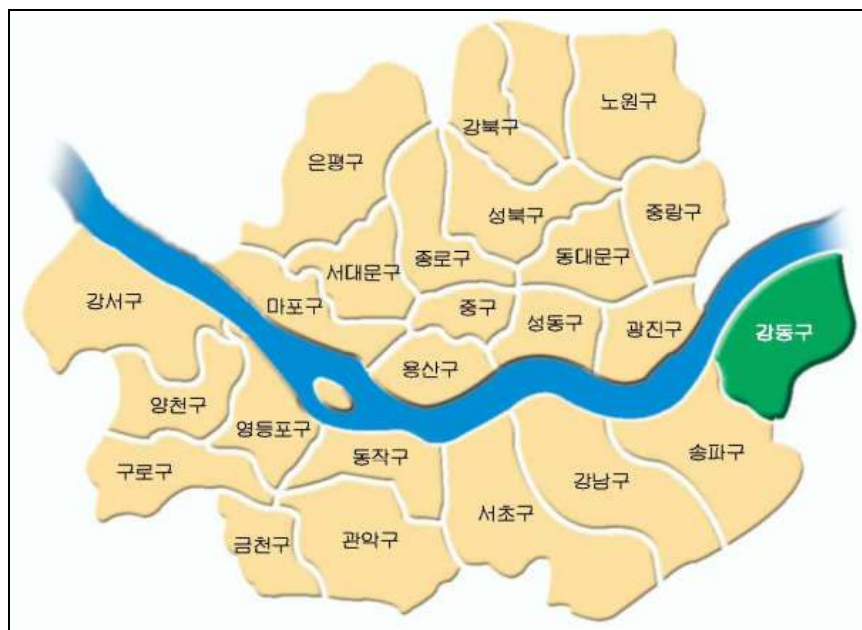 노원구
강북구
은평구
성북구
중랑구
서대문구
종로구
동대문구
강서구
마포구
중구
성동구
광진구
강동구
용산구
양천구
영등포구
동작구
송파구
구로구
강남구
서초구
금천구
관악구